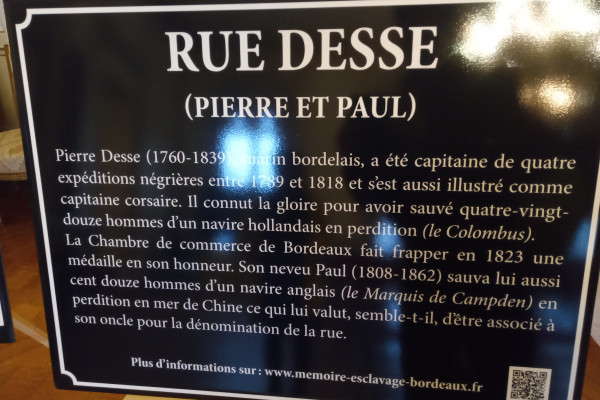 RUE DESSE
(PIERRE ET PAUL)
Pierre Desse (1760-1839), marin bordelais, a été capitaine de quatre
expéditions négrières entre 1789 et 1818 et s'est aussi illustré comme
capitaine corsaire. Il connut la gloire pour avoir sauvé quatre-vingt-
douze hommes d'un navire hollandais en perdition (le Colombus).
La Chambre de commerce de Bordeaux fait frapper en 1823 une
médaille en son honneur. Son neveu Paul (1808-1862) sauva lui aussi
cent douze hommes d'un navire anglais (le Marquis de Campden) en
perdition en mer de Chine ce qui lui valut, semble-t-il, d'être associé à
son oncle pour la dénomination de la rue.
Plus d'informations sur : www.memoire-esclavage-bordeaux.fr